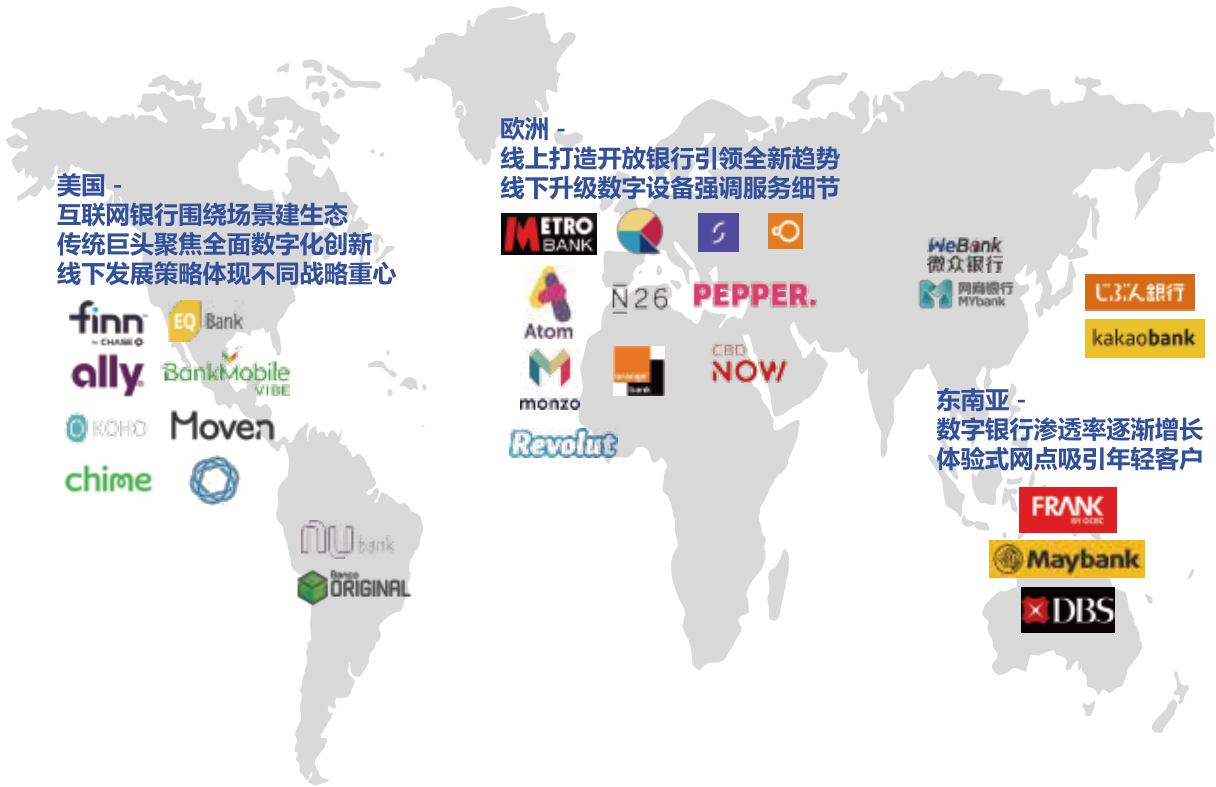 美国 -
互联网银行围绕场景建生态
传统巨头聚焦全面数字化创新
线下发展策略体现不同战略重心
finn
by CHASE
EQ Bank
ally
BankMobile
VIBE
KOHO
Moven
chime
nu bank
Banco
ORIGINAL
欧洲 -
线上打造开放银行引领全新趋势
线下升级数字设备强调服务细节
METRO
BANK
Atom
N26
PEPPER.
monzo
orange
bank
CBD
NOW
Revolut
WeBank
微众银行
网商银行
MYbank
じぶん銀行
kakaobank
东南亚 -
数字银行渗透率逐渐增长
体验式网点吸引年轻客户
FRANK
BY OCBC
Maybank
DBS